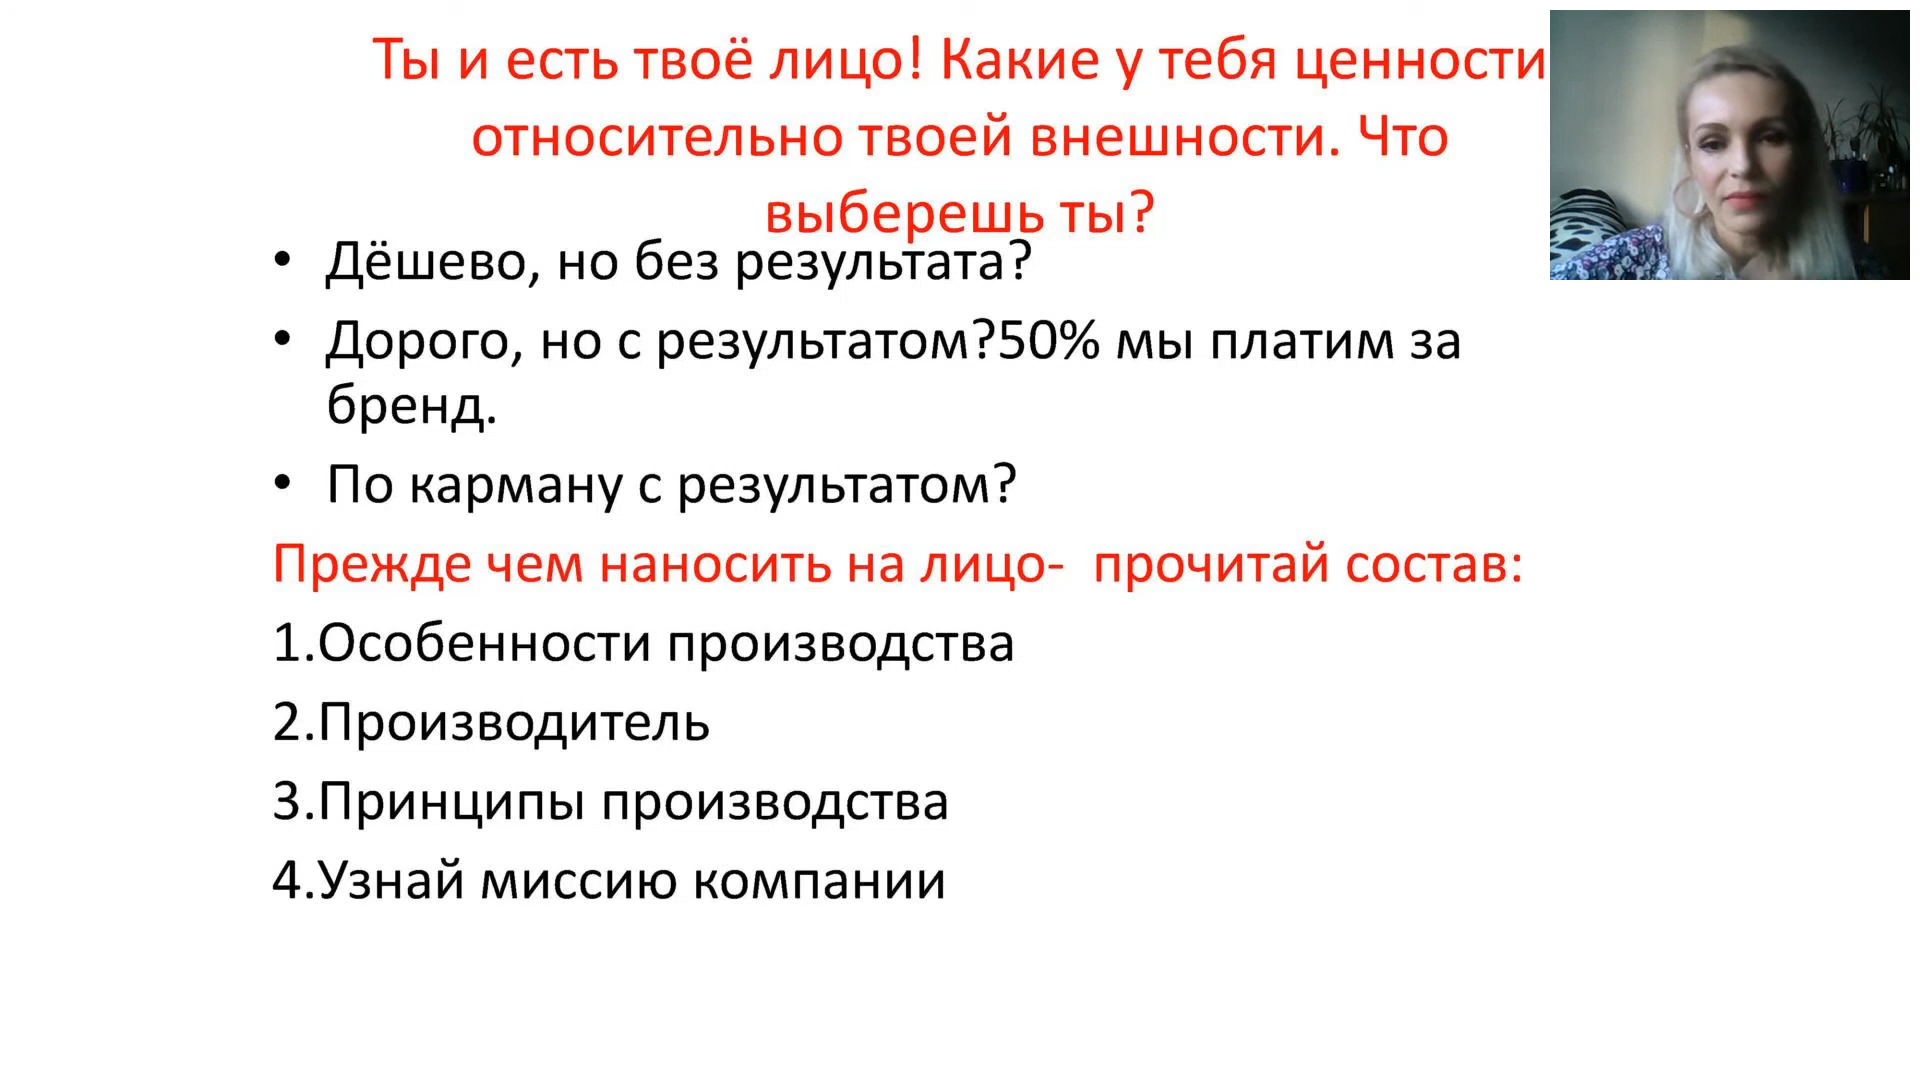 Ты и есть твоё лицо! Какие у тебя ценности
относительно твоей внешности. Что
выберешь ты?
• Дёшево, но без результата?
• Дорого, но с результатом?50% мы платим за
бренд.
• По карману с результатом?
Прежде чем наносить на лицо-  прочитай состав:
1.Особенности производства
2.Производитель
3.Принципы производства
4.Узнай миссию компании